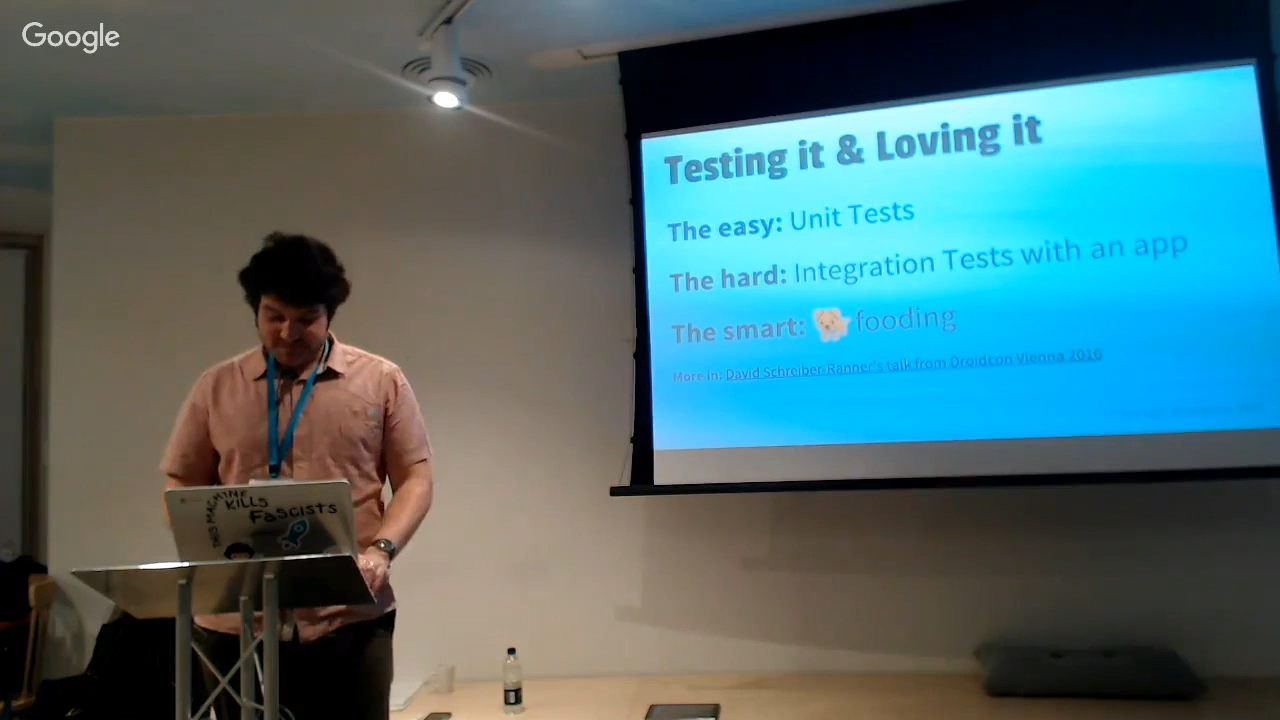 Google
Testing it & Loving it
The easy: Unit Tests
The hard: Integration Tests with an app
The smart: 🐕fooding
More in: David Schreiber-Ranner's talk from Droidcon Vienna 2016
THIS MACHINE
KILLS
FASCISTS